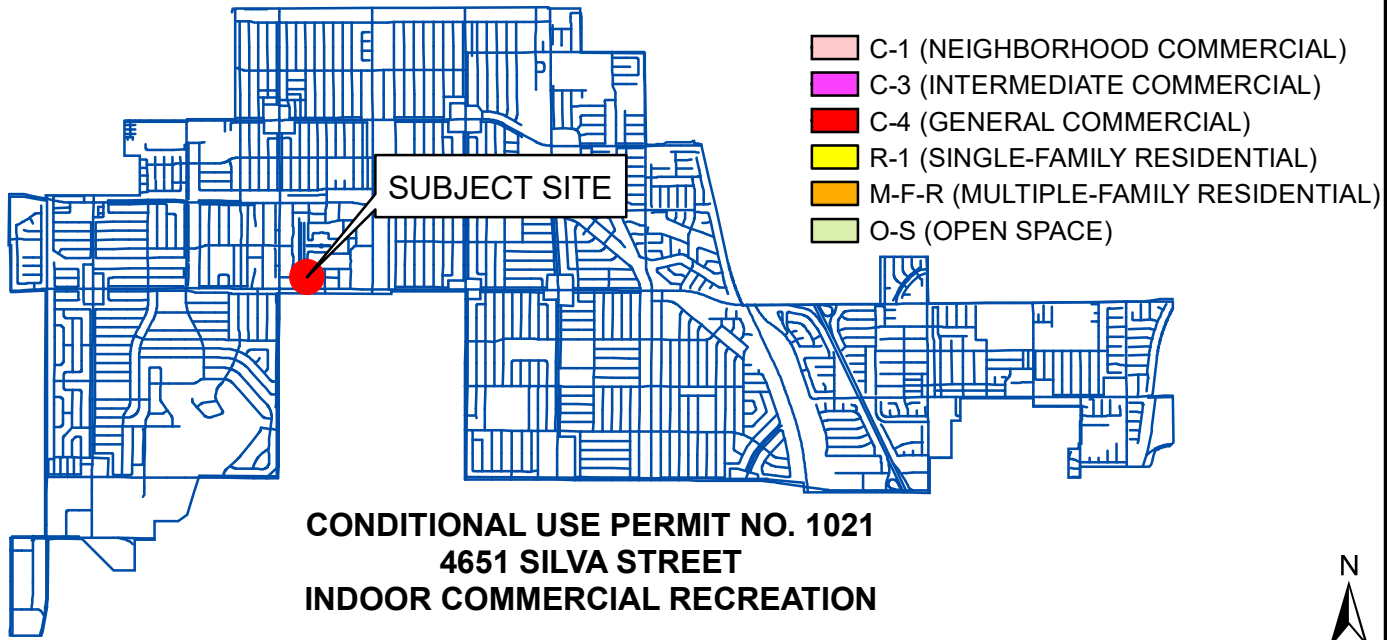 C-1 (NEIGHBORHOOD COMMERCIAL)
C-3 (INTERMEDIATE COMMERCIAL)
C-4 (GENERAL COMMERCIAL)
R-1 (SINGLE-FAMILY RESIDENTIAL)
M-F-R (MULTIPLE-FAMILY RESIDENTIAL)
O-S (OPEN SPACE)
SUBJECT SITE
CONDITIONAL USE PERMIT NO. 1021
4651 SILVA STREET
INDOOR COMMERCIAL RECREATION
N